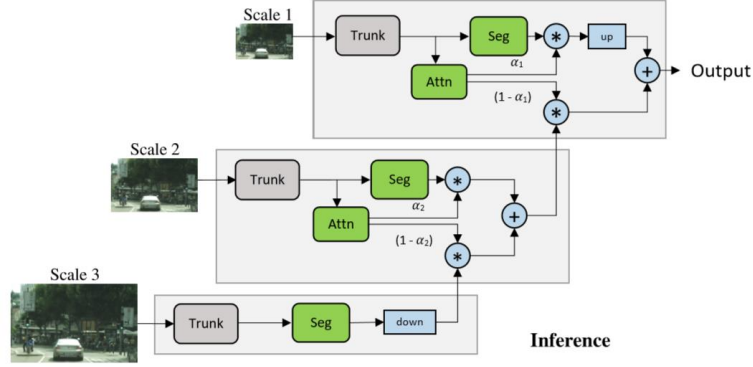 Scale 1
Trunk
Seg
*
up
α₁
Attn
+
Output
(1 - α₁)
*
Scale 2
Trunk
Seg
*
α₂
Attn
+
(1 - α₂)
*
Scale 3
Trunk
Seg
down
Inference